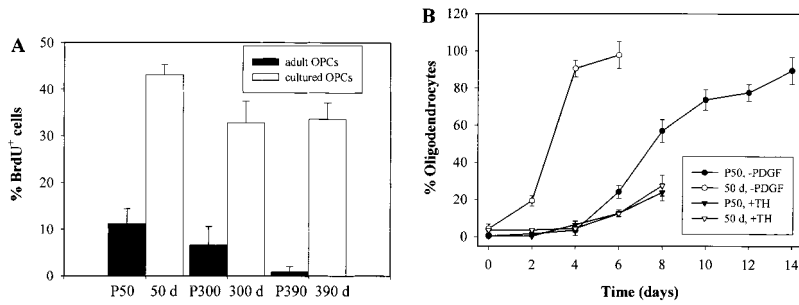 A
% BrdU+ cells
50
40
30
20
10
0
adult OPCs
cultured OPCs
P50 50 d P300 300 d P390 390 d
B
% Oligodendrocytes
120
100
80
60
40
20
0
P50, -PDGF
50 d, -PDGF
P50, +TH
50 d, +TH
0 2 4 6 8 10 12 14
Time (days)